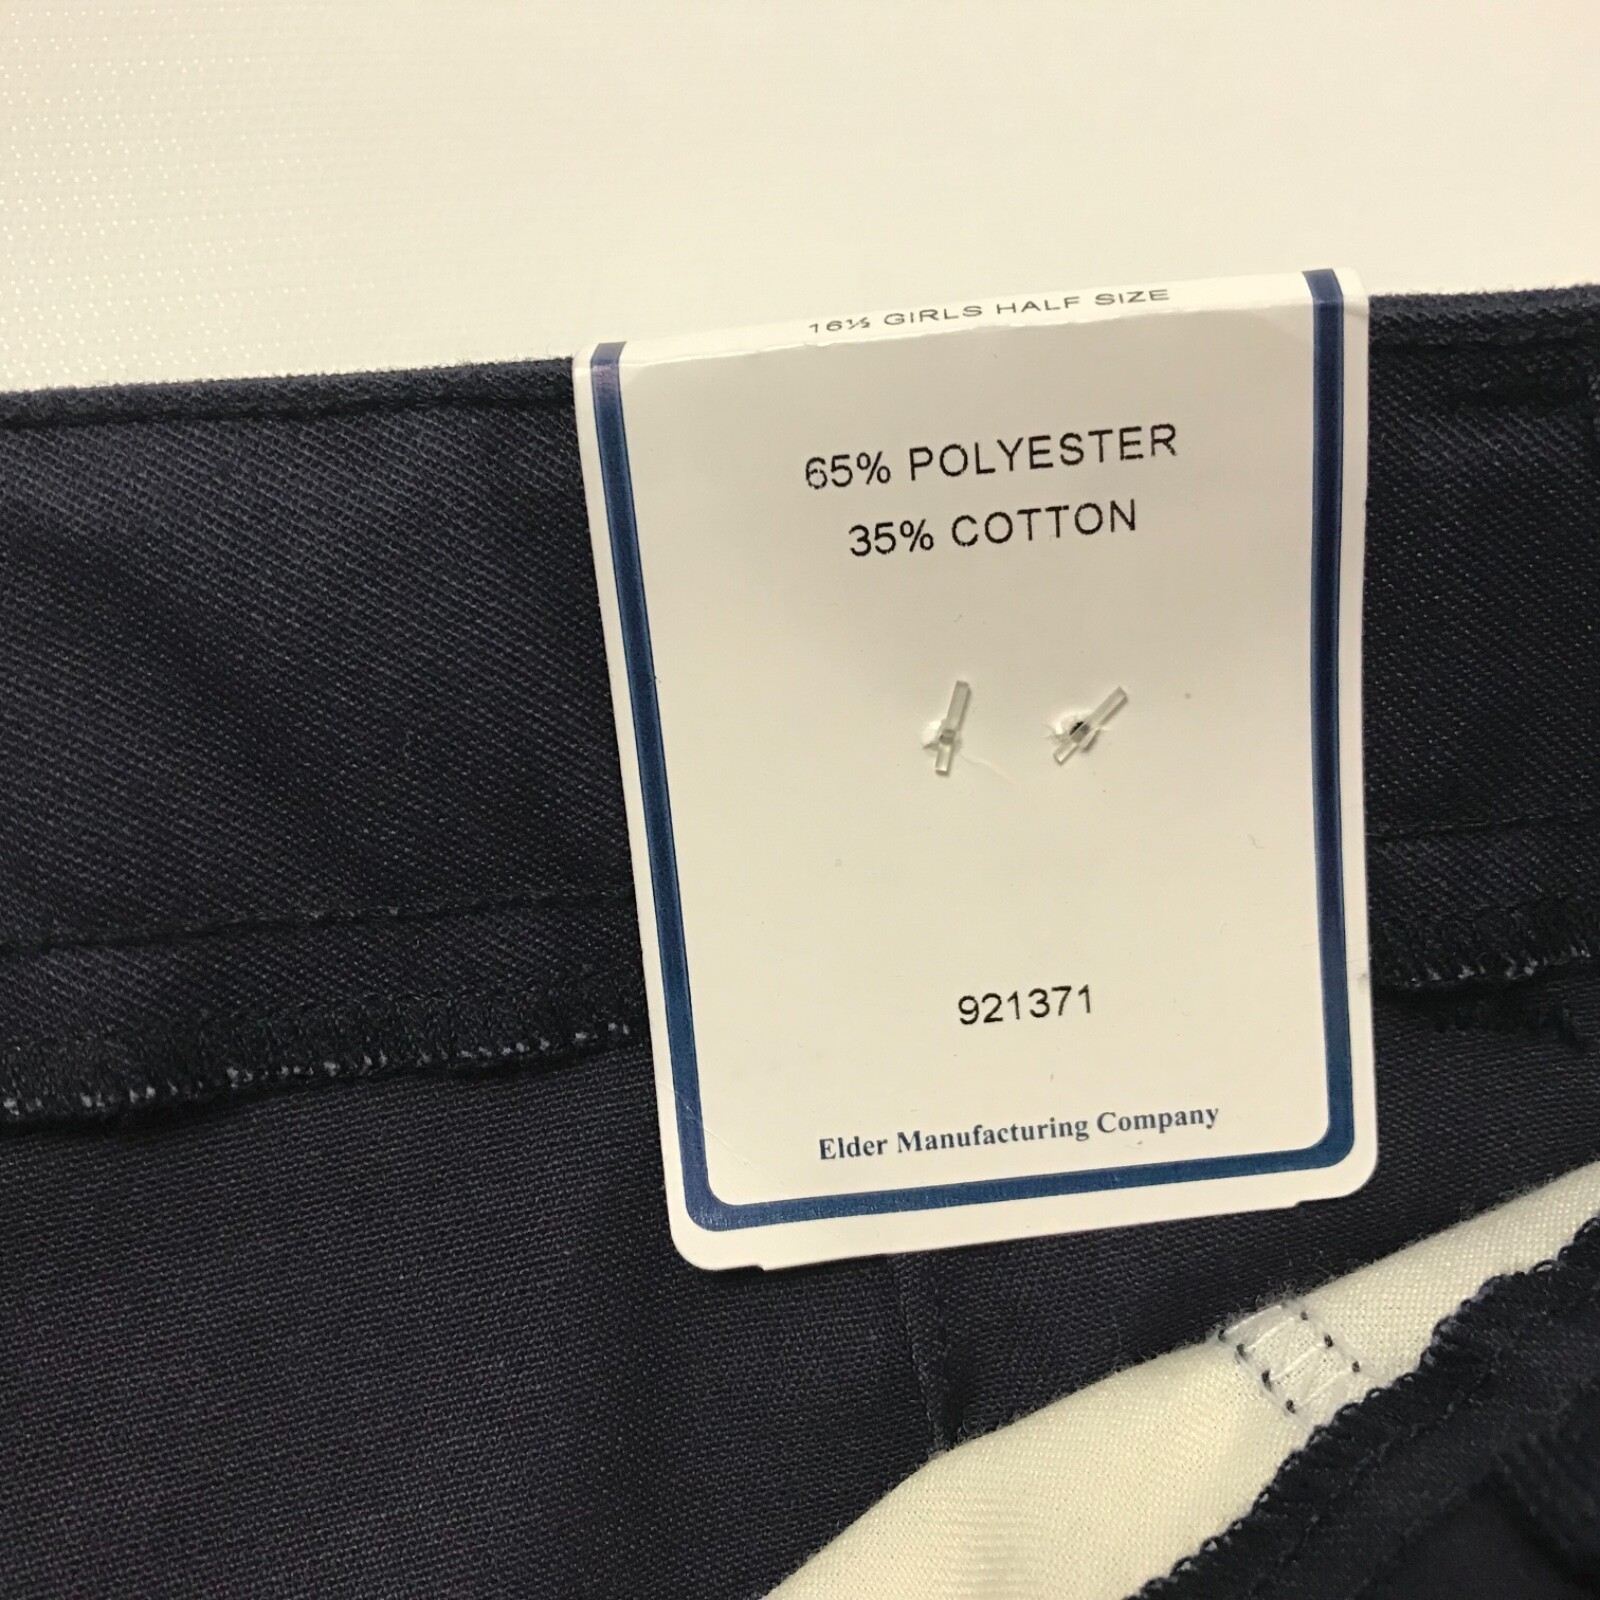 16½ GIRLS HALF SIZE
65% POLYESTER
35% COTTON
921371
Elder Manufacturing Company